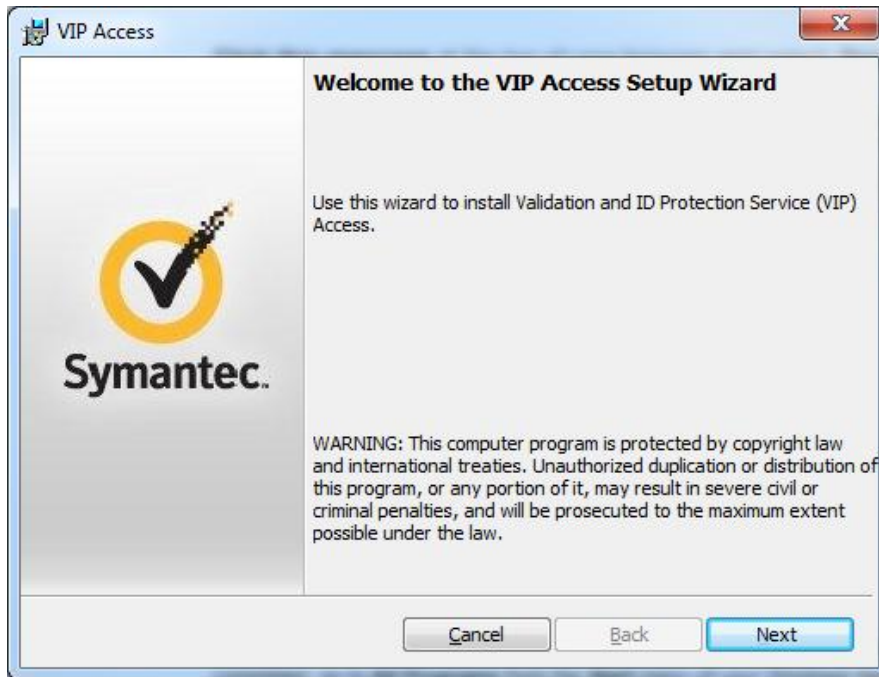 VIP Access
Welcome to the VIP Access Setup Wizard
Use this wizard to install Validation and ID Protection Service (VIP)
Access.
Symantec™
WARNING: This computer program is protected by copyright law
and international treaties. Unauthorized duplication or distribution of
this program, or any portion of it, may result in severe civil or
criminal penalties, and will be prosecuted to the maximum extent
possible under the law.
Cancel
Back
Next